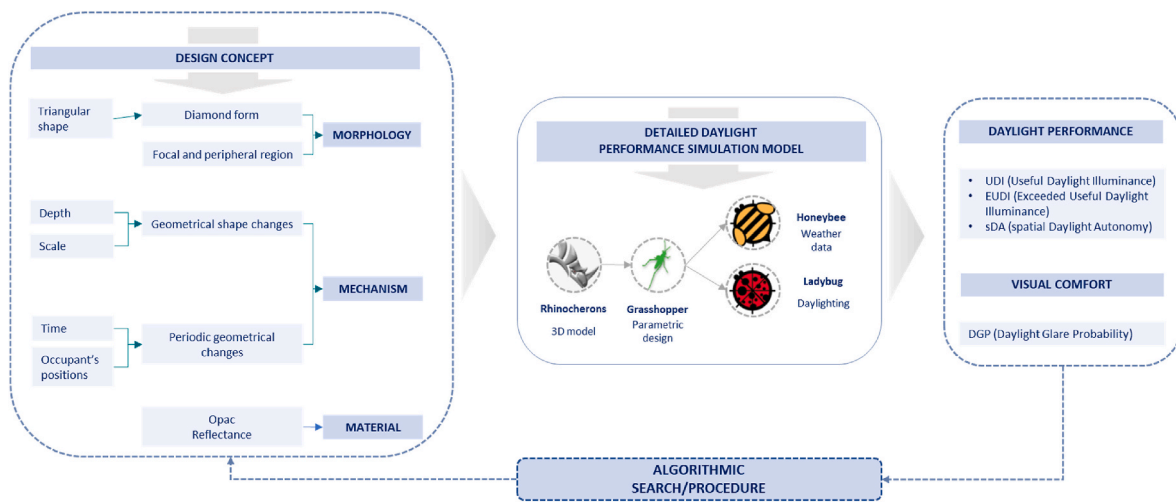 DESIGN CONCEPT
Triangular
shape
Diamond form
MORPHOLOGY
Focal and peripheral region
Depth
Scale
Geometrical shape changes
MECHANISM
Time
Occupant's
positions
Periodic geometrical
changes
Opac
Reflectance
MATERIAL
DETAILED DAYLIGHT
PERFORMANCE SIMULATION MODEL
Honeybee
Weather
data
Rhinocherons
3D model
Grasshopper
Parametric
design
Ladybug
Daylighting
DAYLIGHT PERFORMANCE
• UDI (Useful Daylight Illuminance)
• EUDI (Exceeded Useful Daylight
Illuminance)
• sDA (spatial Daylight Autonomy)
VISUAL COMFORT
DGP (Daylight Glare Probability)
ALGORITHMIC
SEARCH/PROCEDURE